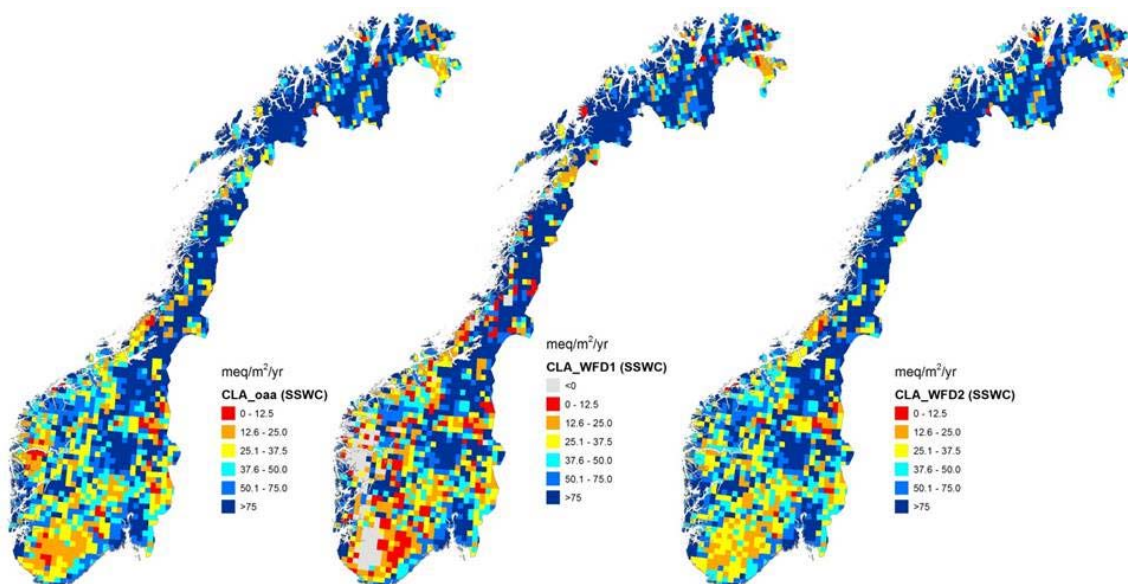 meq/m²/yr
CLA_oaa (SSWC)
0 - 12.5
12.6 - 25.0
25.1 - 37.5
37.6 - 50.0
50.1 - 75.0
>75
meq/m²/yr
CLA_WFD1 (SSWC)
<0
0 - 12.5
12.6 - 25.0
25.1 - 37.5
37.6 - 50.0
50.1 - 75.0
>75
meq/m²/yr
CLA_WFD2 (SSWC)
0 - 12.5
12.6 - 25.0
25.1 - 37.5
37.6 - 50.0
50.1 - 75.0
>75